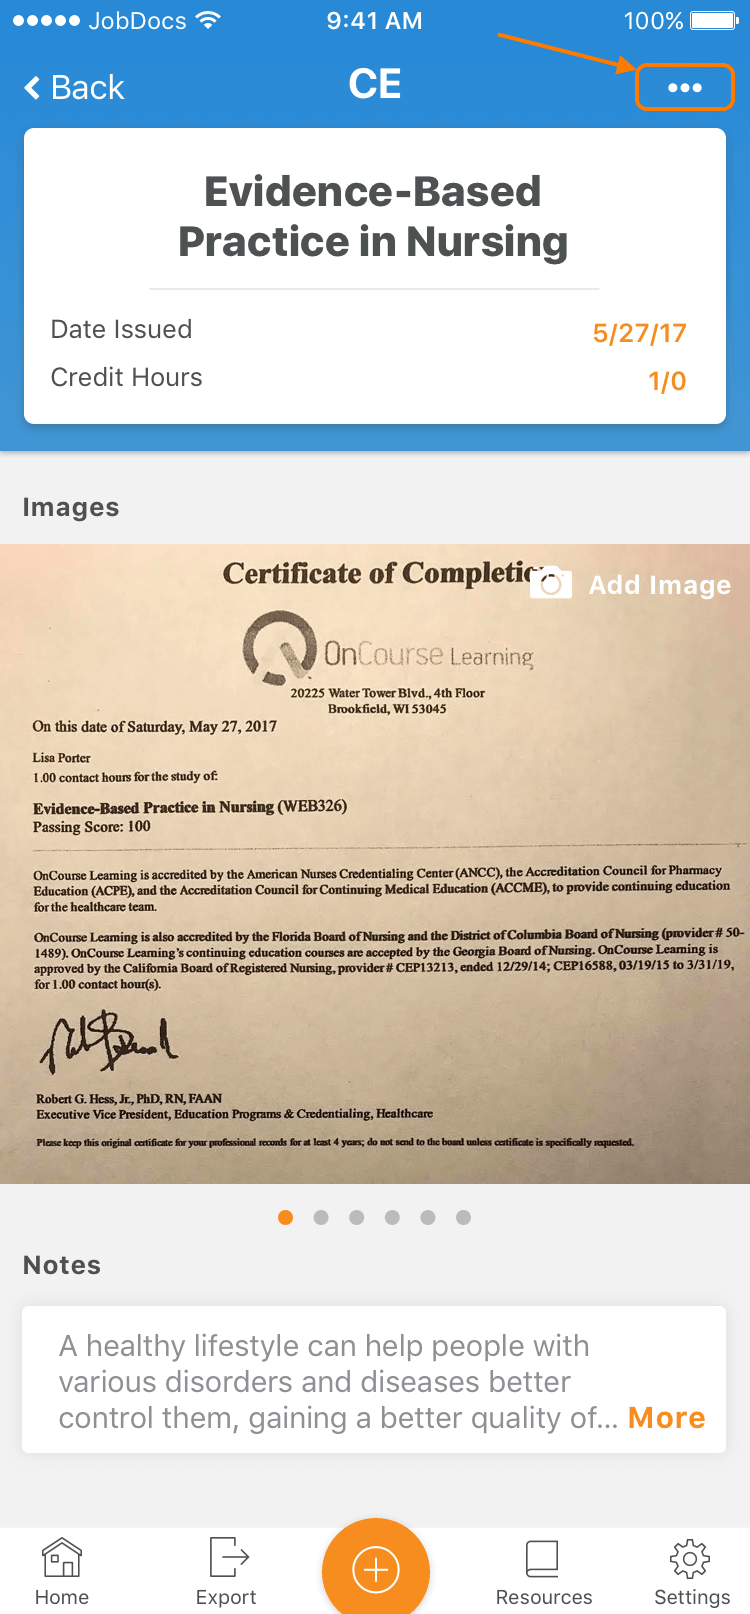 JobDocs
9:41 AM
100%
Back
CE
Evidence-Based
Practice in Nursing
Date Issued
5/27/17
Credit Hours
1/0
Images
Certificate of Completion
Add Image
OnCourse Learning
20225 Water Tower Blvd., 4th Floor
Brookfield, WI 53045
On this date of Saturday, May 27, 2017
Lisa Porter
1.00 contact hours for the study of:
Evidence-Based Practice in Nursing (WEB326)
Passing Score: 100
OnCourse Learning is accredited by the American Nurses Credentialing Center (ANCC), the Accreditation Council for Pharmacy
Education (ACPE), and the Accreditation Council for Continuing Medical Education (ACCME), to provide continuing education
for the healthcare team.
OnCourse Learning is also accredited by the Florida Board of Nursing and the District of Columbia Board of Nursing (provider # 50-
1489). OnCourse Learning's continuing education courses are accepted by the Georgia Board of Nursing. OnCourse Learning is
approved by the California Board of Registered Nursing, provider # CEP13213, ended 12/29/14; CEP16588, 03/19/15 to 3/31/19,
for 1.00 contact hour(s).
Robert G. Hess, Jr., PhD, RN, FAAN
Executive Vice President, Education Programs & Credentialing, Healthcare
Please keep this original certificate for your professional records for at least 4 years; do not send to the board unless certificate is specifically requested.
Notes
A healthy lifestyle can help people with
various disorders and diseases better
control them, gaining a better quality of... More
Home
Export
Resources
Settings